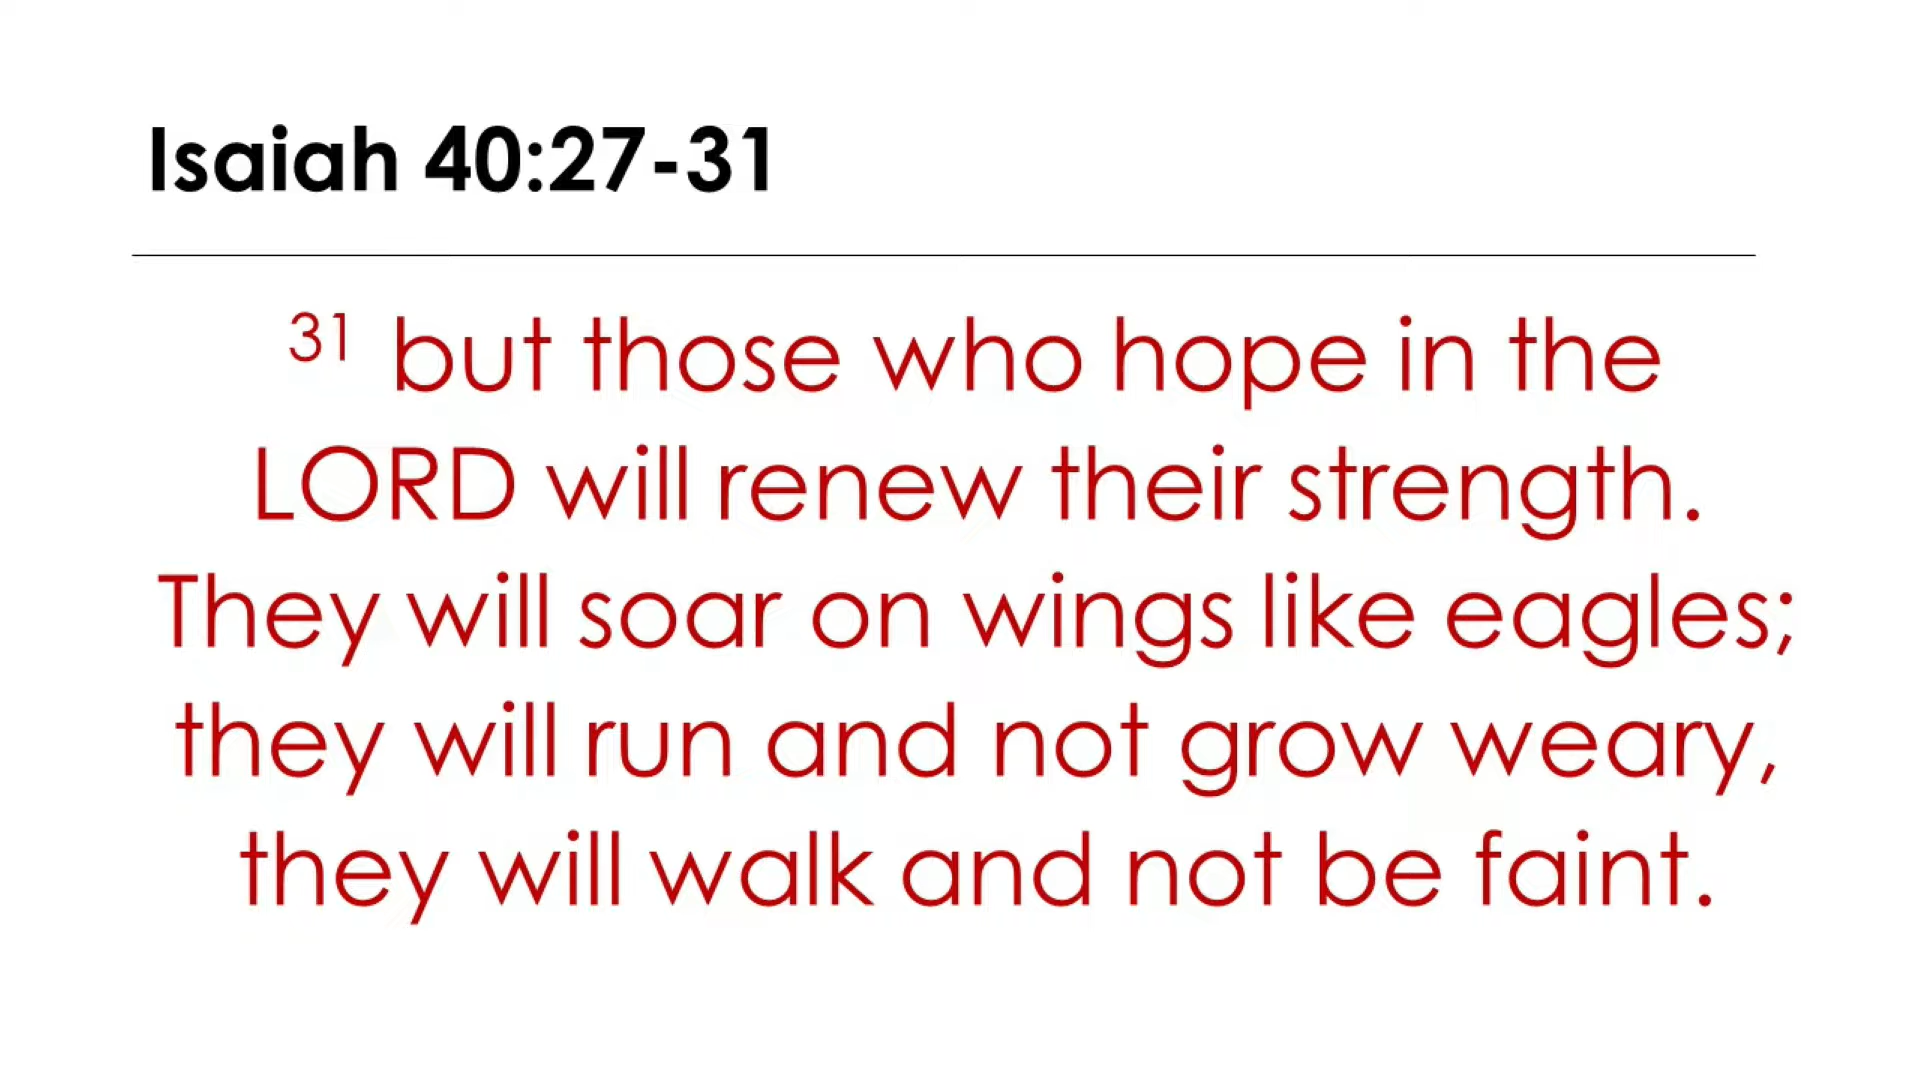 Isaiah 40:27-31
31 but those who hope in the
LORD will renew their strength.
They will soar on wings like eagles;
they will run and not grow weary,
they will walk and not be faint.